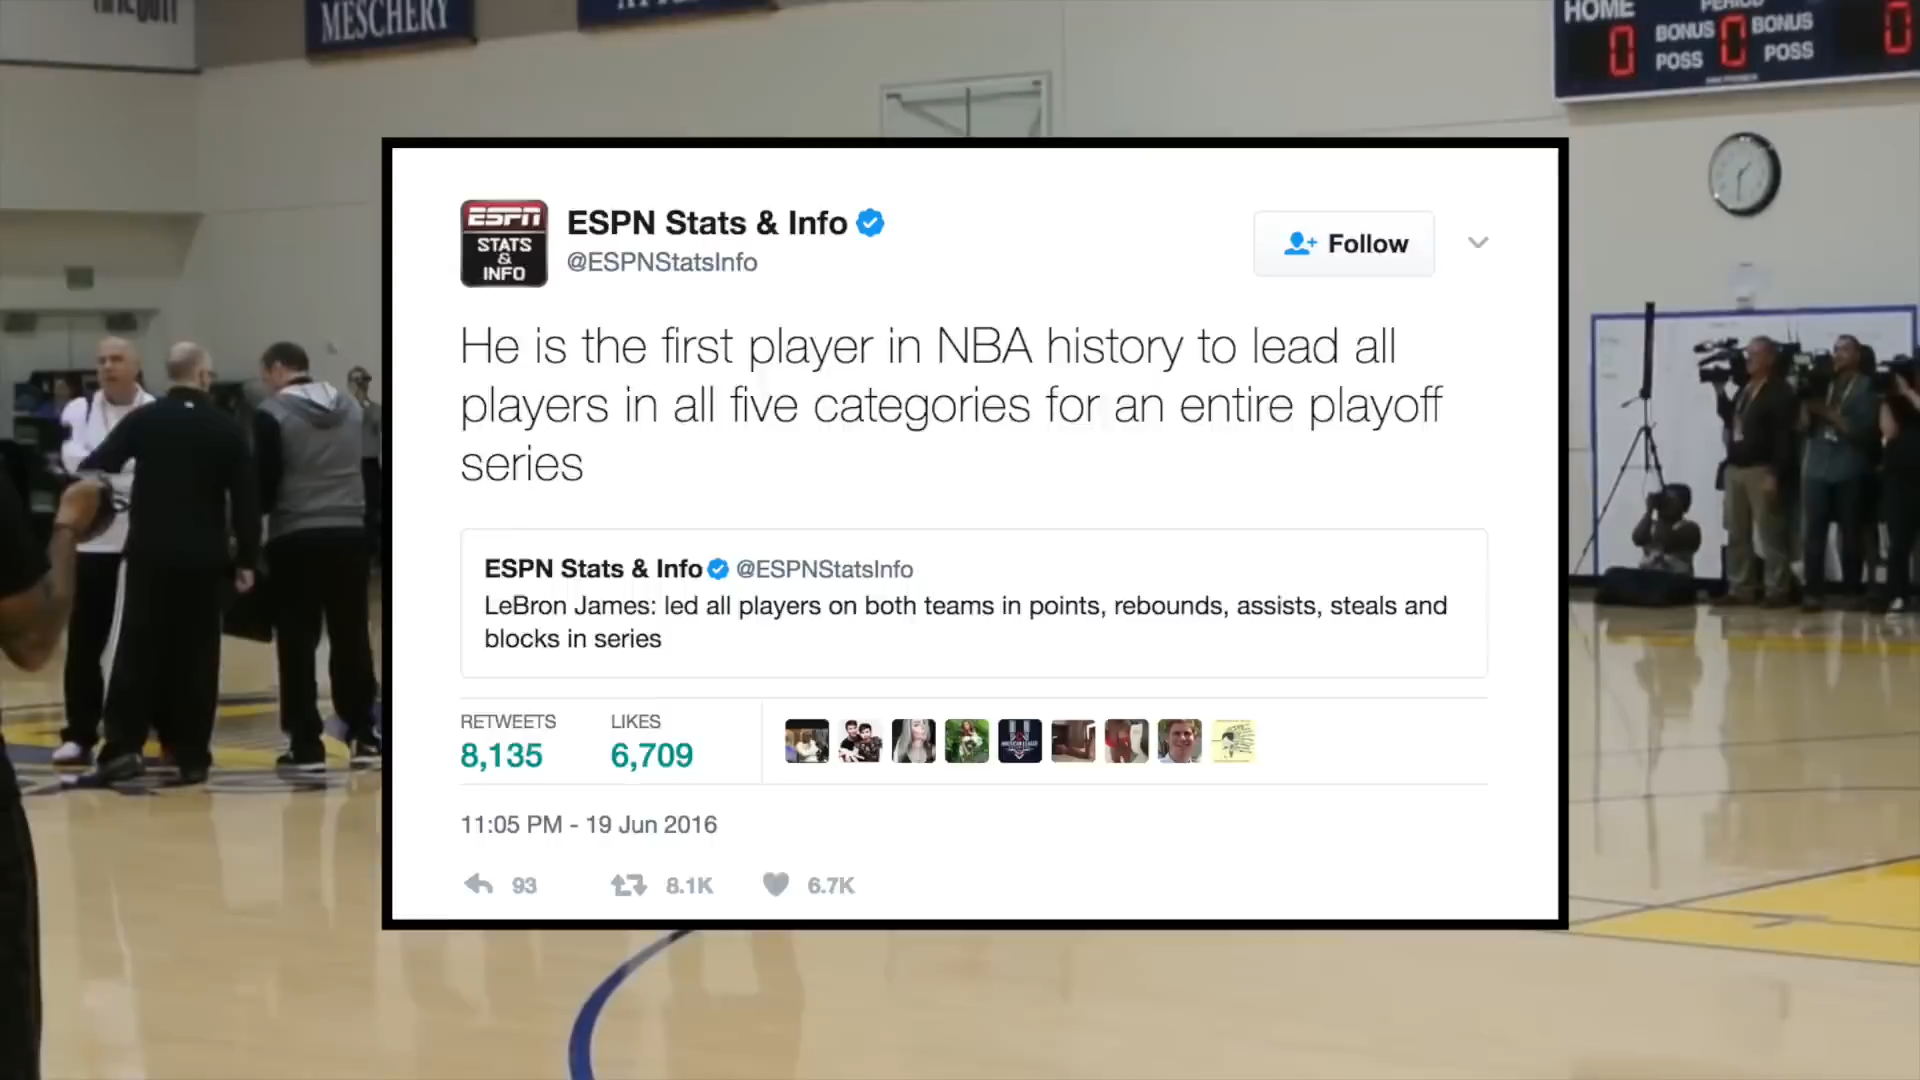 MESCHERY
HOME
PERIOD
BONUS
BONUS
POSS
POSS
0
0
0
ESPN
STATS
&
INFO
ESPN Stats & Info
@ESPNStatsInfo
Follow
He is the first player in NBA history to lead all
players in all five categories for an entire playoff
series
ESPN Stats & Info @ESPNStatsInfo
LeBron James: led all players on both teams in points, rebounds, assists, steals and
blocks in series
RETWEETS
LIKES
8,135
6,709
11:05 PM - 19 Jun 2016
93
8.1K
6.7K